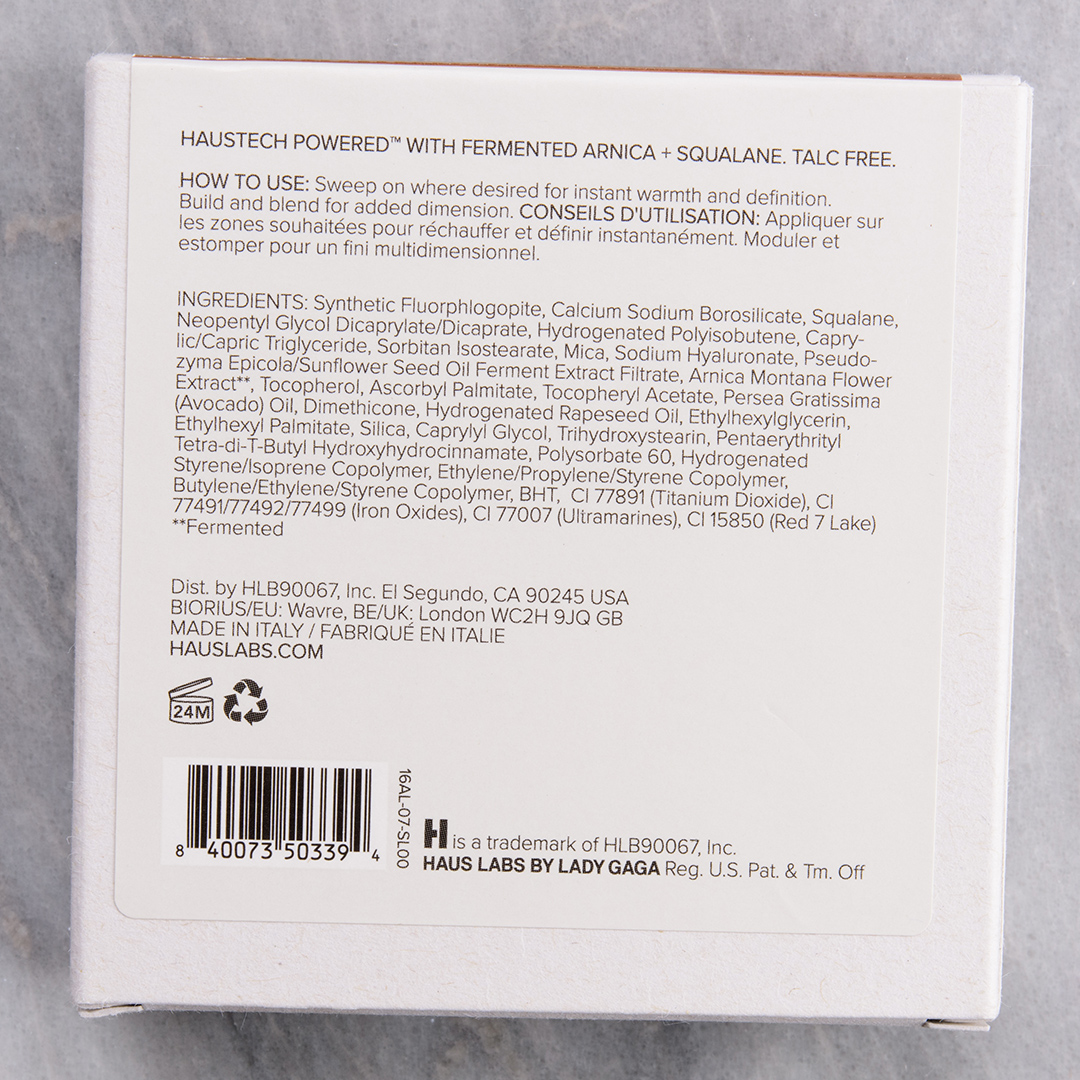 HAUSTECH POWERED™ WITH FERMENTED ARNICA + SQUALANE. TALC FREE.
HOW TO USE: Sweep on where desired for instant warmth and definition.
Build and blend for added dimension. CONSEILS D'UTILISATION: Appliquer sur
les zones souhaitées pour réchauffer et définir instantanément. Moduler et
estomper pour un fini multidimensionnel.
INGREDIENTS: Synthetic Fluorphlogopite, Calcium Sodium Borosilicate, Squalane,
Neopentyl Glycol Dicaprylate/Dicaprate, Hydrogenated Polyisobutene, Capry-
lic/Capric Triglyceride, Sorbitan Isostearate, Mica, Sodium Hyaluronate, Pseudo-
zyma Epicola/Sunflower Seed Oil Ferment Extract Filtrate, Arnica Montana Flower
Extract**, Tocopherol, Ascorbyl Palmitate, Tocopheryl Acetate, Persea Gratissima
(Avocado) Oil, Dimethicone, Hydrogenated Rapeseed Oil, Ethylhexylglycerin,
Ethylhexyl Palmitate, Silica, Caprylyl Glycol, Trihydroxystearin, Pentaerythrityl
Tetra-di-T-Butyl Hydroxyhydrocinnamate, Polysorbate 60, Hydrogenated
Styrene/Isoprene Copolymer, Ethylene/Propylene/Styrene Copolymer,
Butylene/Ethylene/Styrene Copolymer, BHT, CI 77891 (Titanium Dioxide), CI
77491/77492/77499 (Iron Oxides), CI 77007 (Ultramarines), CI 15850 (Red 7 Lake)
**Fermented
Dist. by HLB90067, Inc. El Segundo, CA 90245 USA
BIORIUS/EU: Wavre, BE/UK: London WC2H 9JQ GB
MADE IN ITALY / FABRIQUÉ EN ITALIE
HAUSLABS.COM
24M
8 40073 50339 4
16AL-07-SL00
H is a trademark of HLB90067, Inc.
HAUS LABS BY LADY GAGA Reg. U.S. Pat. & Tm. Off